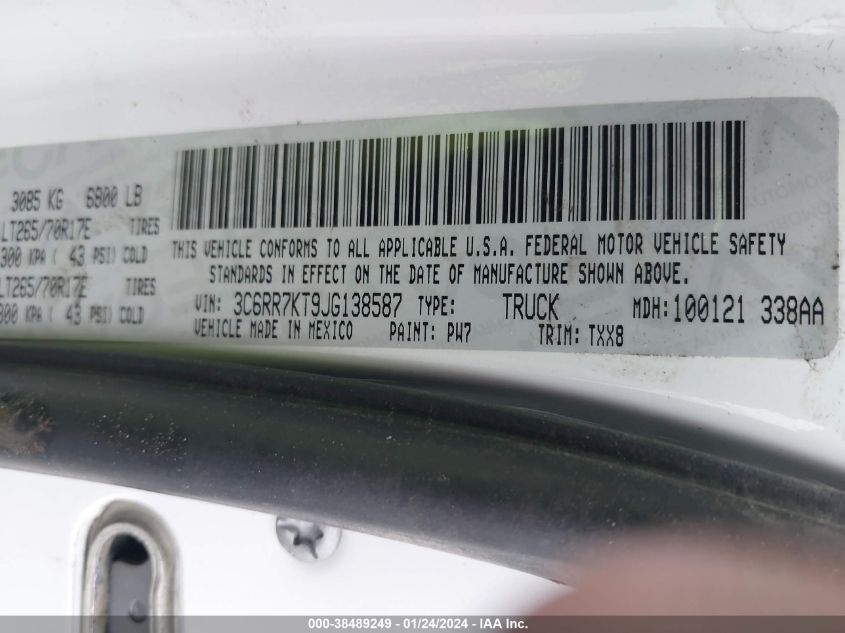 3085 KG 6800 LB
LT265/70R17E TIRES
300 KPA ( 43 PSI) COLD
LT265/70R17E TIRES
300 KPA ( 43 PSI) COLD
THIS VEHICLE CONFORMS TO ALL APPLICABLE U.S.A. FEDERAL MOTOR VEHICLE SAFETY
STANDARDS IN EFFECT ON THE DATE OF MANUFACTURE SHOWN ABOVE.
VIN: 3C6RR7KT9JG138587 TYPE: TRUCK MDH: 100121 338AA
VEHICLE MADE IN MEXICO PAINT: PW7 TRIM: TXX8
000-38489249 - 01/24/2024 - IAA Inc.